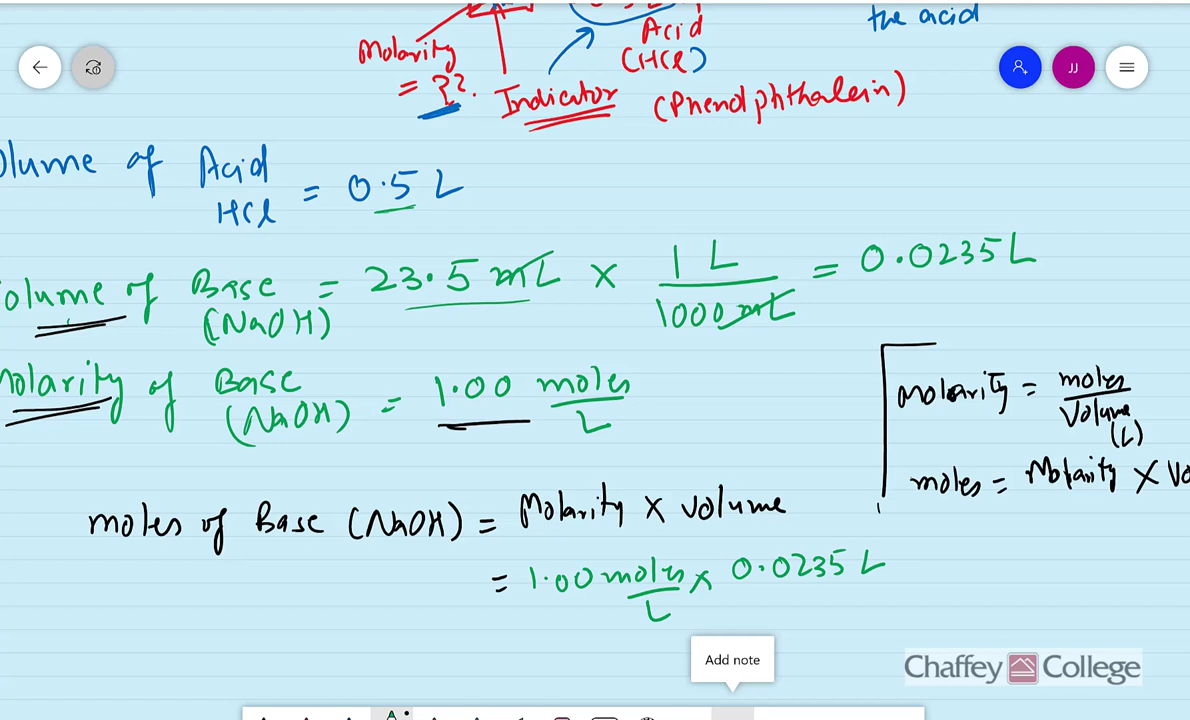 the acid
Acid
(HCl)
Molarity
= ??.
Indicator (Phenolphthalein)
JJ
olume of Acid = 0.5 L
HCl
olume of Base = 23.5 mL × 1 L / 1000 mL = 0.0235 L
(NaOH)
Molarity of Base = 1.00 moles / L
(NaOH)
Molarity = moles / Volume (L)
moles = Molarity × Vo
moles of Base (NaOH) = Molarity × volume
= 1.00 moles / L × 0.0235 L
Add note
Chaffey College